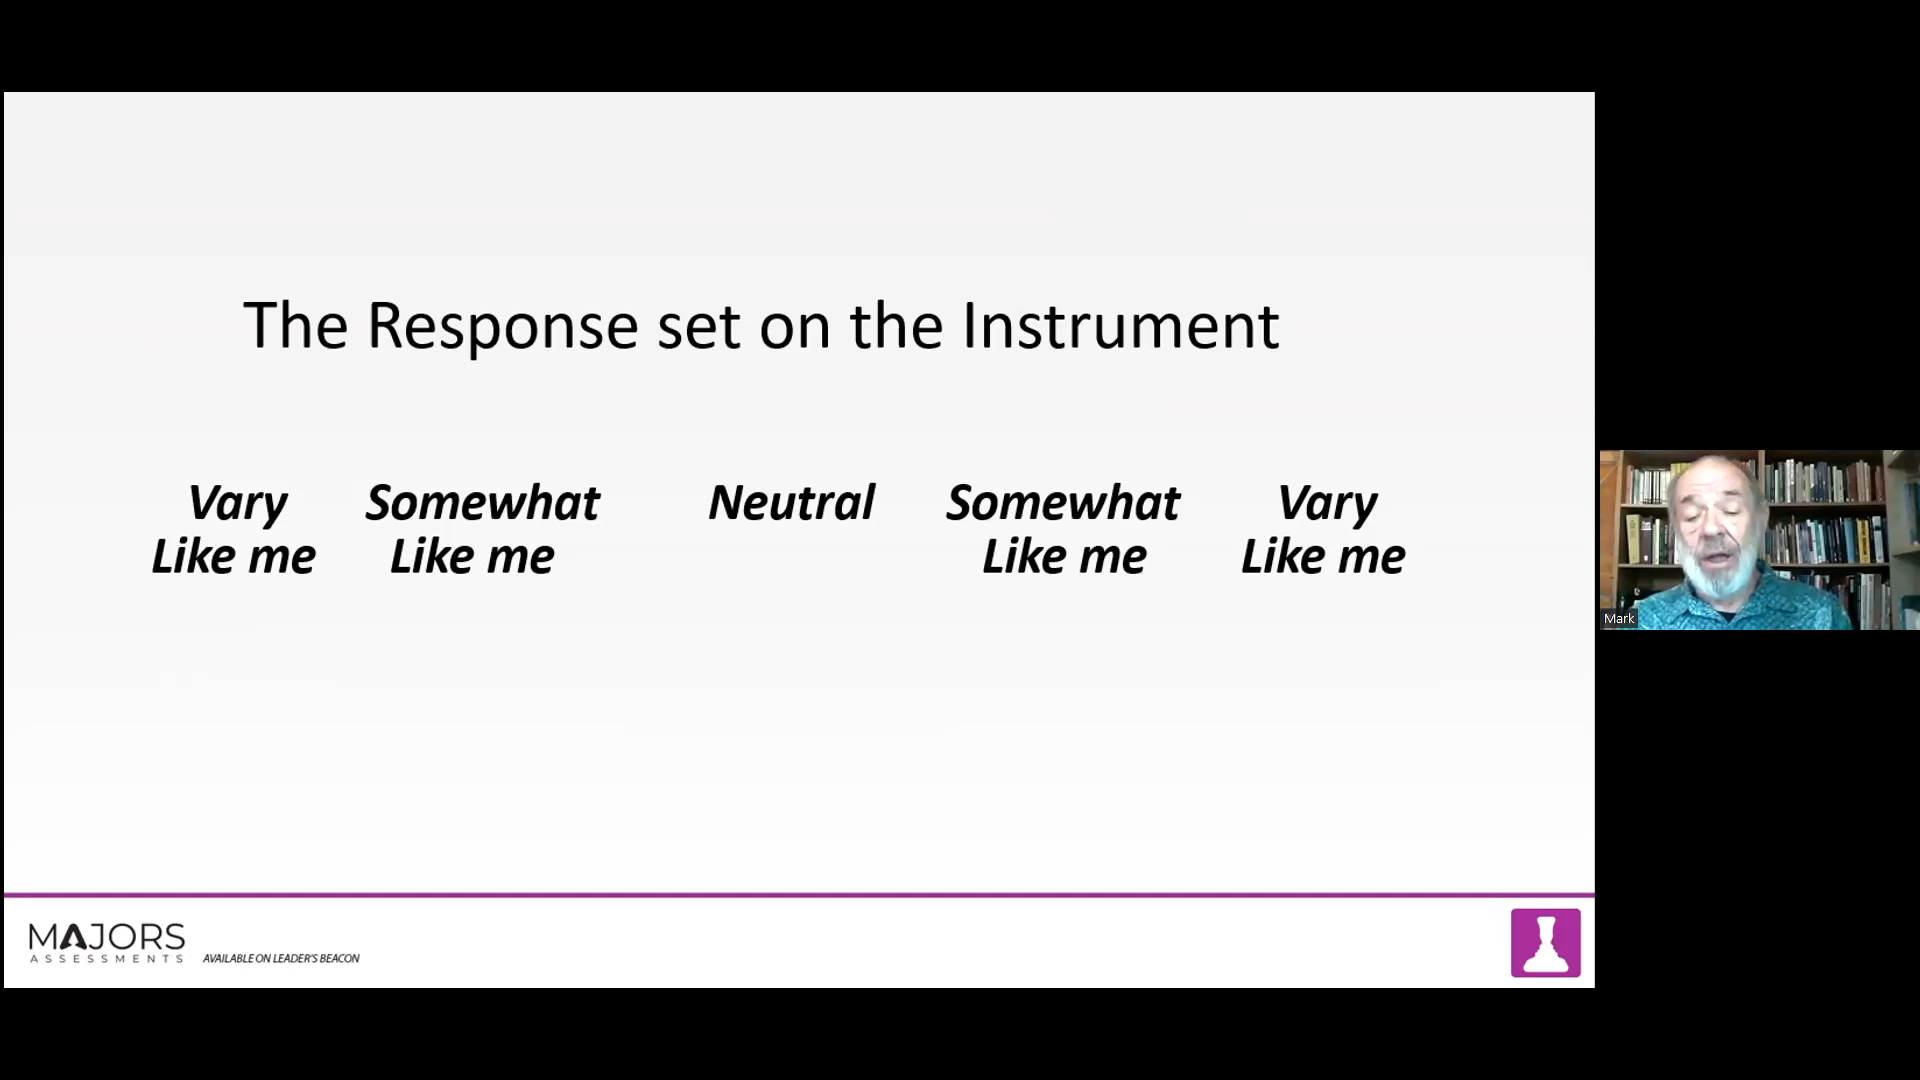 The Response set on the Instrument
Vary Somewhat Neutral Somewhat Vary
Like me Like me Like me Like me
Mark
MAJORS
ASSESSMENTS
AVAILABLE ON LEADER'S BEACON